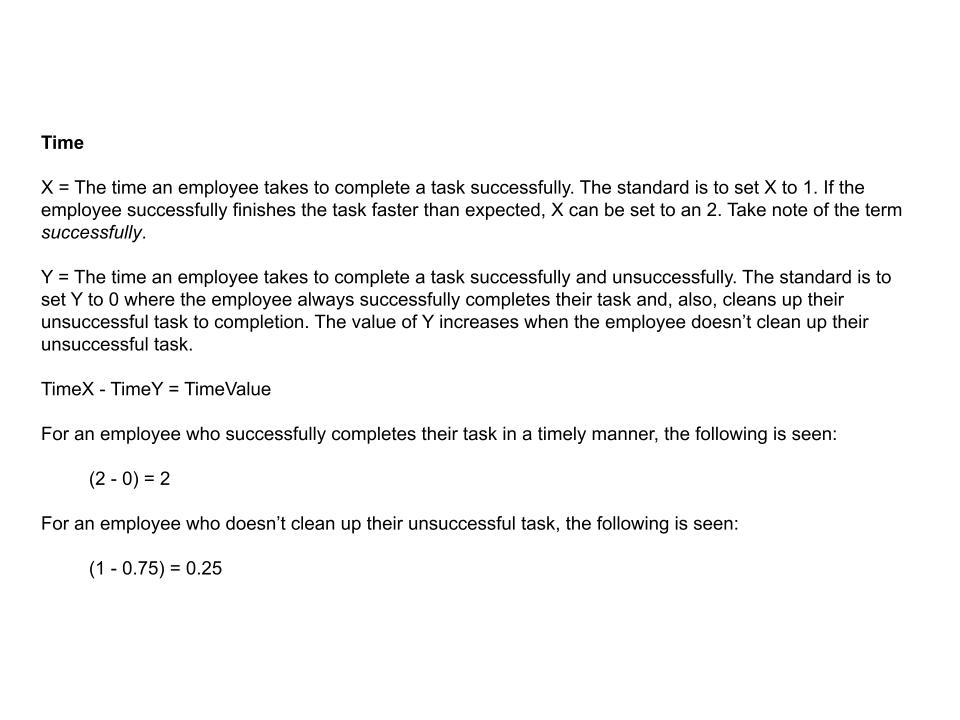 Time
X = The time an employee takes to complete a task successfully. The standard is to set X to 1. If the
employee successfully finishes the task faster than expected, X can be set to an 2. Take note of the term
successfully.
Y = The time an employee takes to complete a task successfully and unsuccessfully. The standard is to
set Y to 0 where the employee always successfully completes their task and, also, cleans up their
unsuccessful task to completion. The value of Y increases when the employee doesn’t clean up their
unsuccessful task.
TimeX - TimeY = TimeValue
For an employee who successfully completes their task in a timely manner, the following is seen:
(2 - 0) = 2
For an employee who doesn’t clean up their unsuccessful task, the following is seen:
(1 - 0.75) = 0.25